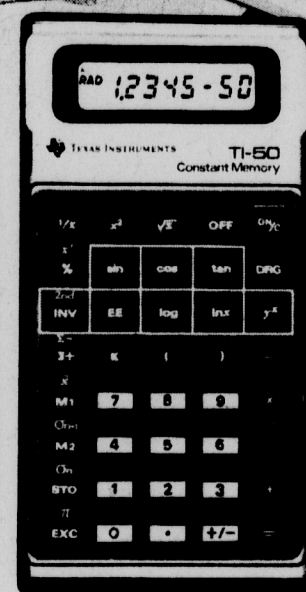 RAD 1,2345-50
TEXAS INSTRUMENTS TI-50
Constant Memory
1/x x² √x OFF ON/C
x!
% sin cos tan DRG
2nd
INV EE log lnx yˣ
Σ-
Σ+ K ( )
x̄
M1 7 8 9 ×
σn-1
M2 4 5 6
σn
STO 1 2 3 +
π
EXC 0 . +/- =